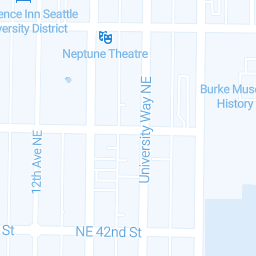 ence Inn Seattle
versity District
Neptune Theatre
Burke Muse
History
University Way NE
12th Ave NE
St
NE 42nd St